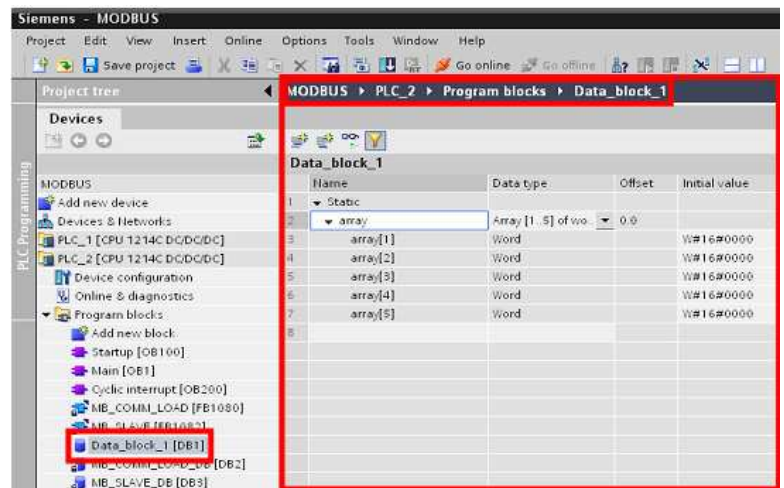 Siemens - MODBUS
Project Edit View Insert Online Options Tools Window Help
Save project Go online Go offline
Project tree
MODBUS ▸ PLC_2 ▸ Program blocks ▸ Data_block_1
Devices
PLC Programming
MODBUS
Add new device
Devices & Networks
PLC_1 [CPU 1214C DC/DC/DC]
PLC_2 [CPU 1214C DC/DC/DC]
Device configuration
Online & diagnostics
Program blocks
Add new block
Startup [OB100]
Main [OB1]
Cyclic interrupt [OB200]
MB_COMM_LOAD [FB1080]
MB_SLAVE [FB1082]
Data_block_1 [DB1]
MB_COMM_LOAD_DB [DB2]
MB_SLAVE_DB [DB3]
Data_block_1
Name Data type Offset Initial value
1 Static
2 array Array [1..5] of wo... 0.0
3 array[1] Word W#16#0000
4 array[2] Word W#16#0000
5 array[3] Word W#16#0000
6 array[4] Word W#16#0000
7 array[5] Word W#16#0000
8